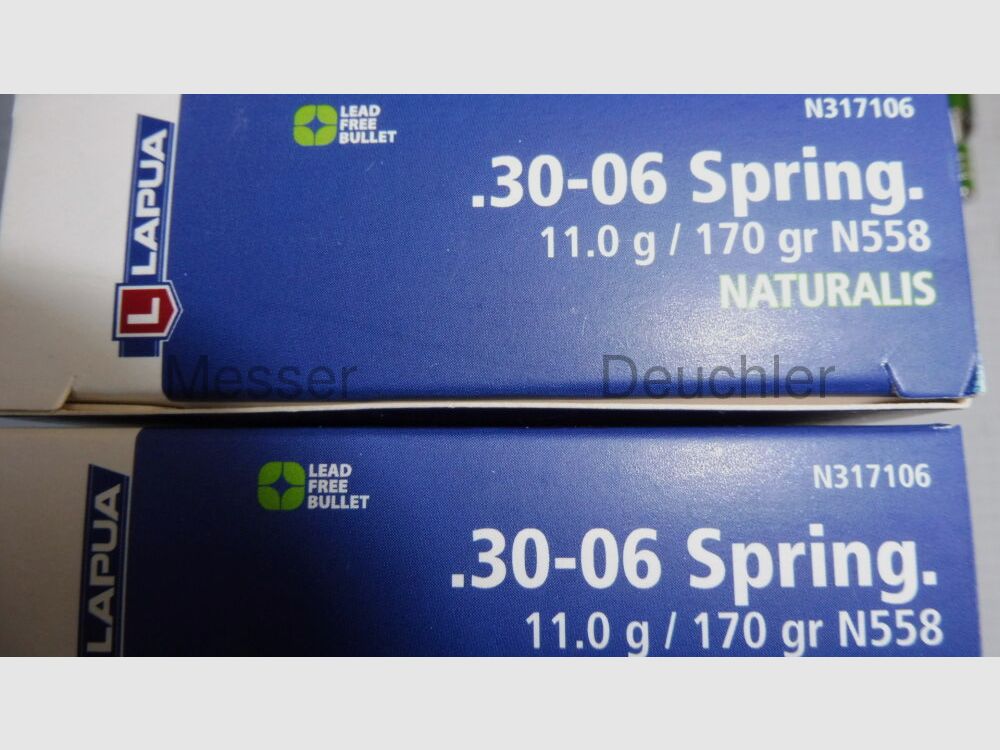 LEAD
FREE
BULLET
N317106
.30-06 Spring.
11.0 g / 170 gr N558
NATURALIS
L LAPUA
Messer Deuchler
LEAD
FREE
BULLET
N317106
.30-06 Spring.
11.0 g / 170 gr N558
LAPUA